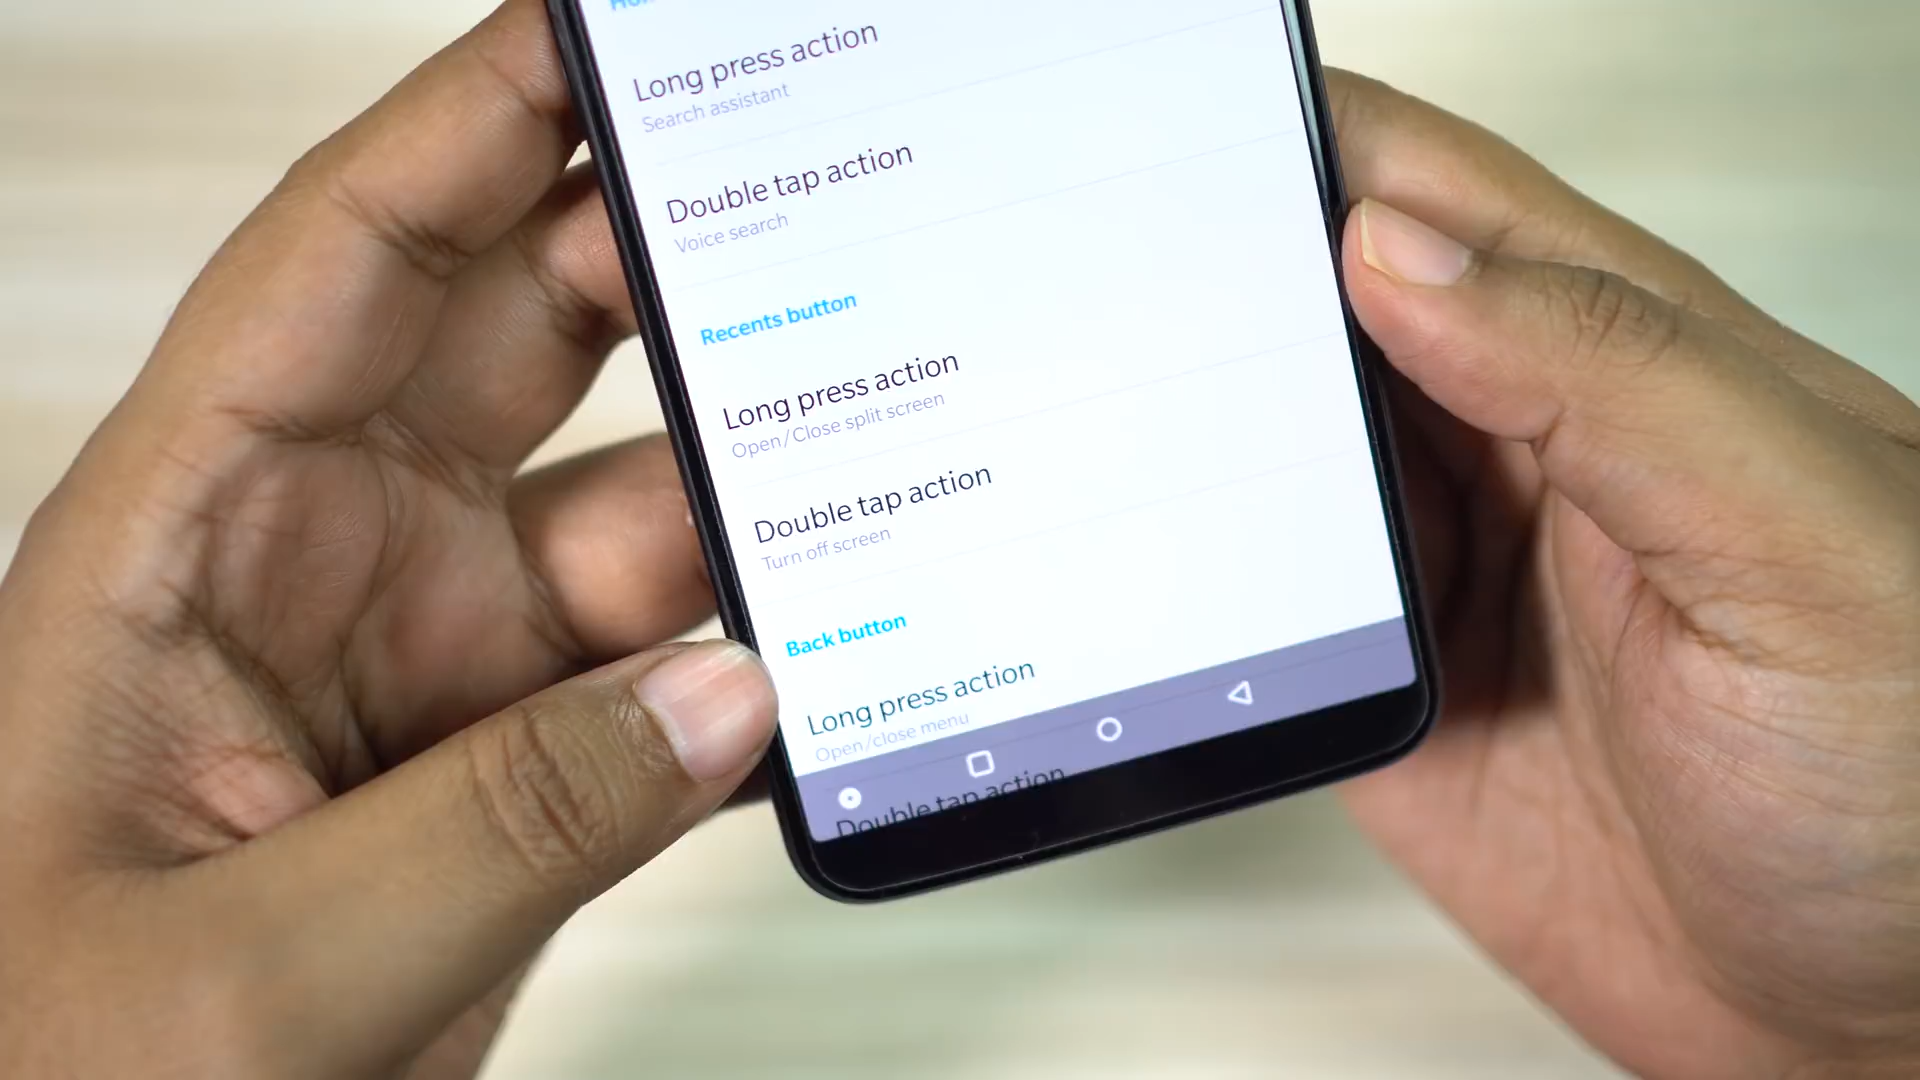 Long press action
Search assistant
Double tap action
Voice search
Recents button
Long press action
Open/Close split screen
Double tap action
Turn off screen
Back button
Long press action
Open/close menu
Double tap action